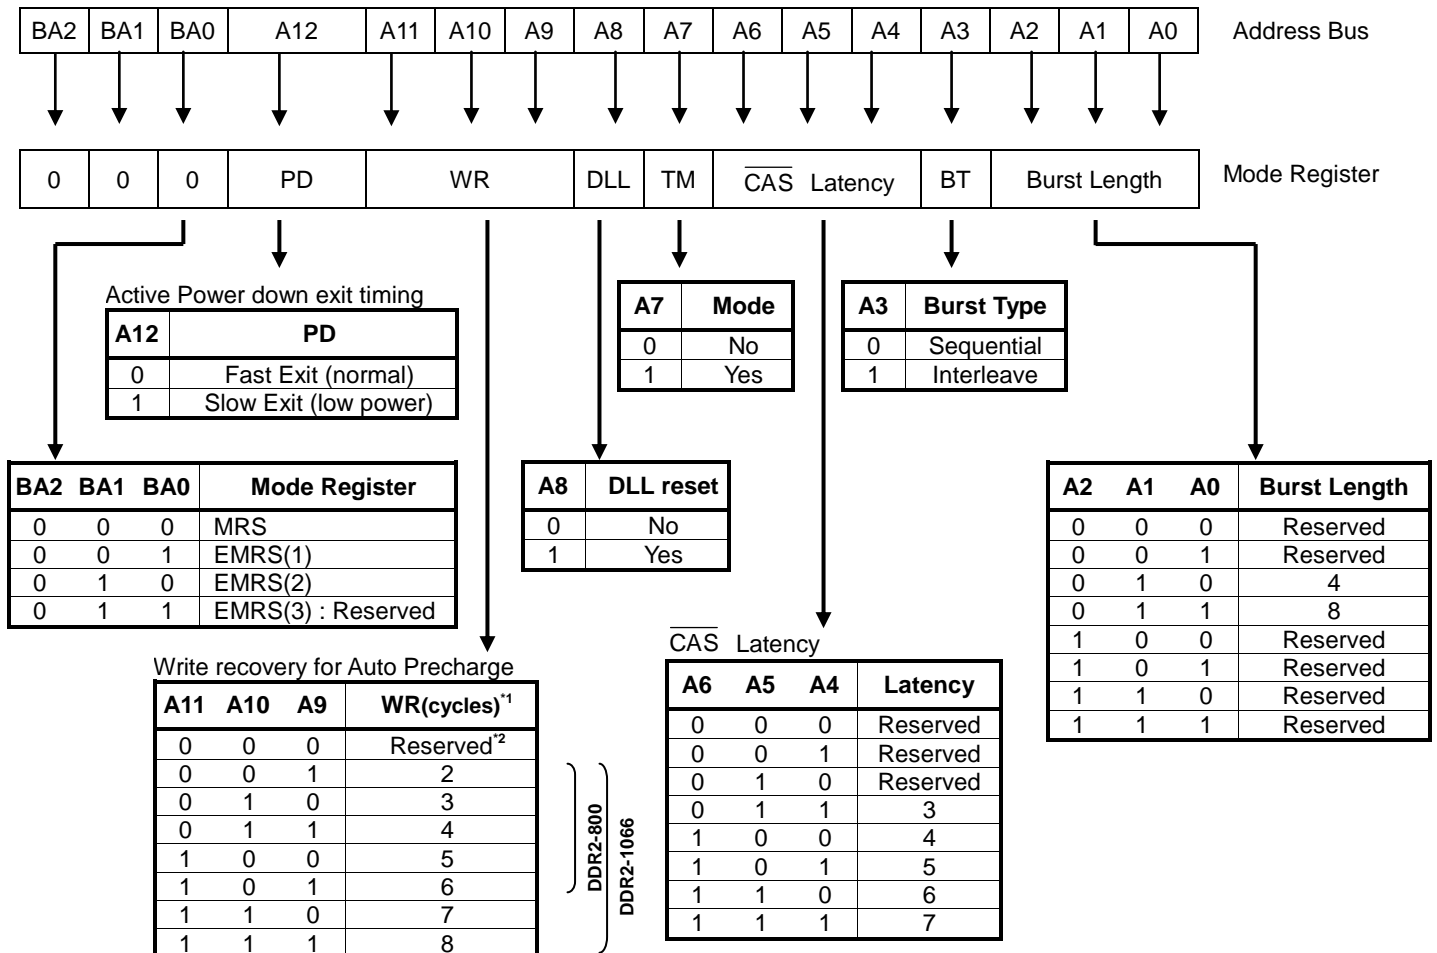 BA2 BA1 BA0 A12 A11 A10 A9 A8 A7 A6 A5 A4 A3 A2 A1 A0 Address Bus
0 0 0 PD WR DLL TM CAS Latency BT Burst Length Mode Register
Active Power down exit timing
A12 PD
0 Fast Exit (normal)
1 Slow Exit (low power)
A7 Mode
0 No
1 Yes
A3 Burst Type
0 Sequential
1 Interleave
BA2 BA1 BA0 Mode Register
0 0 0 MRS
0 0 1 EMRS(1)
0 1 0 EMRS(2)
0 1 1 EMRS(3) : Reserved
A8 DLL reset
0 No
1 Yes
A2 A1 A0 Burst Length
0 0 0 Reserved
0 0 1 Reserved
0 1 0 4
0 1 1 8
1 0 0 Reserved
1 0 1 Reserved
1 1 0 Reserved
1 1 1 Reserved
Write recovery for Auto Precharge
A11 A10 A9 WR(cycles)*1
0 0 0 Reserved*2
0 0 1 2
0 1 0 3
0 1 1 4
1 0 0 5
1 0 1 6
1 1 0 7
1 1 1 8
DDR2-800
DDR2-1066
CAS Latency
A6 A5 A4 Latency
0 0 0 Reserved
0 0 1 Reserved
0 1 0 Reserved
0 1 1 3
1 0 0 4
1 0 1 5
1 1 0 6
1 1 1 7